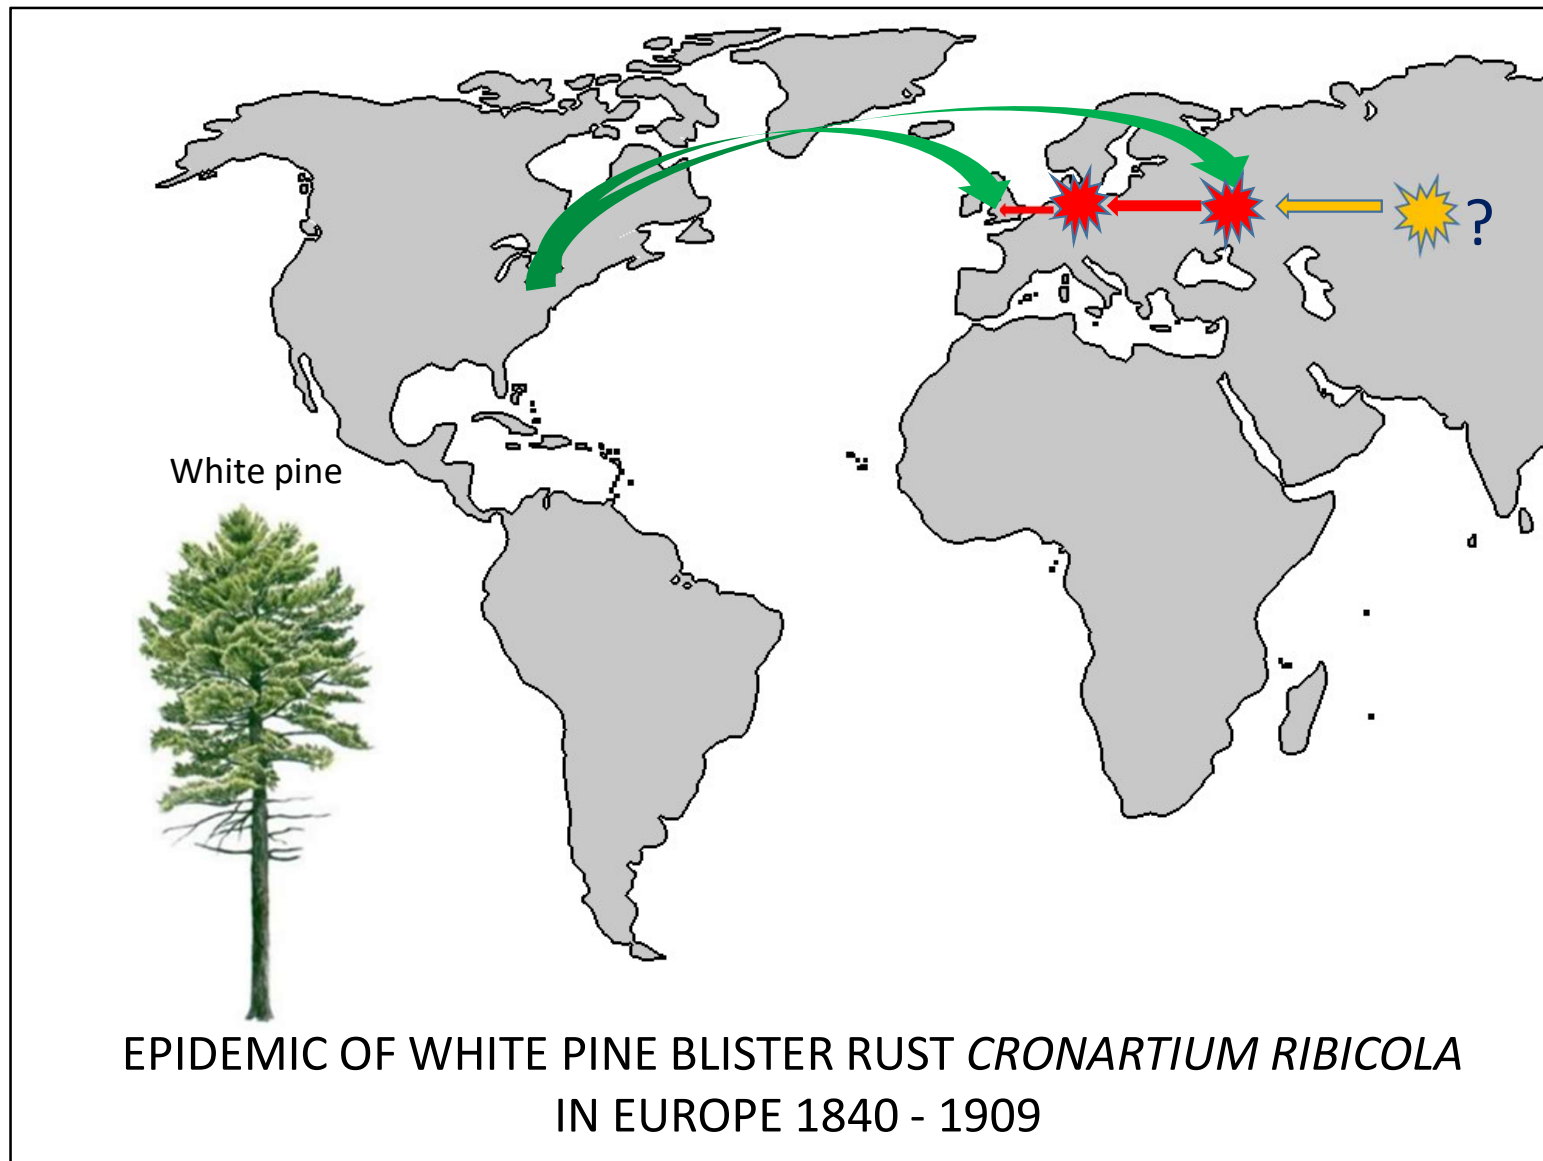 ?
White pine
EPIDEMIC OF WHITE PINE BLISTER RUST CRONARTIUM RIBICOLA
IN EUROPE 1840 - 1909